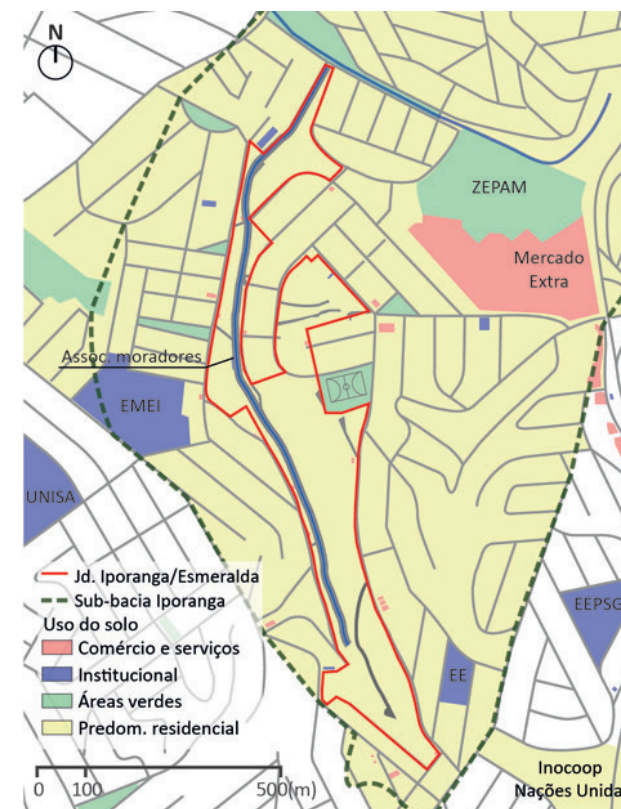 N
ZEPAM
Mercado
Extra
Assoc. moradores
EMEI
UNISA
Jd. Iporanga/Esmeralda
Sub-bacia Iporanga
Uso do solo
Comércio e serviços
Institucional
Áreas verdes
Predom. residencial
EEPSG
EE
0 100 500(m)
Inocoop
Nações Unida